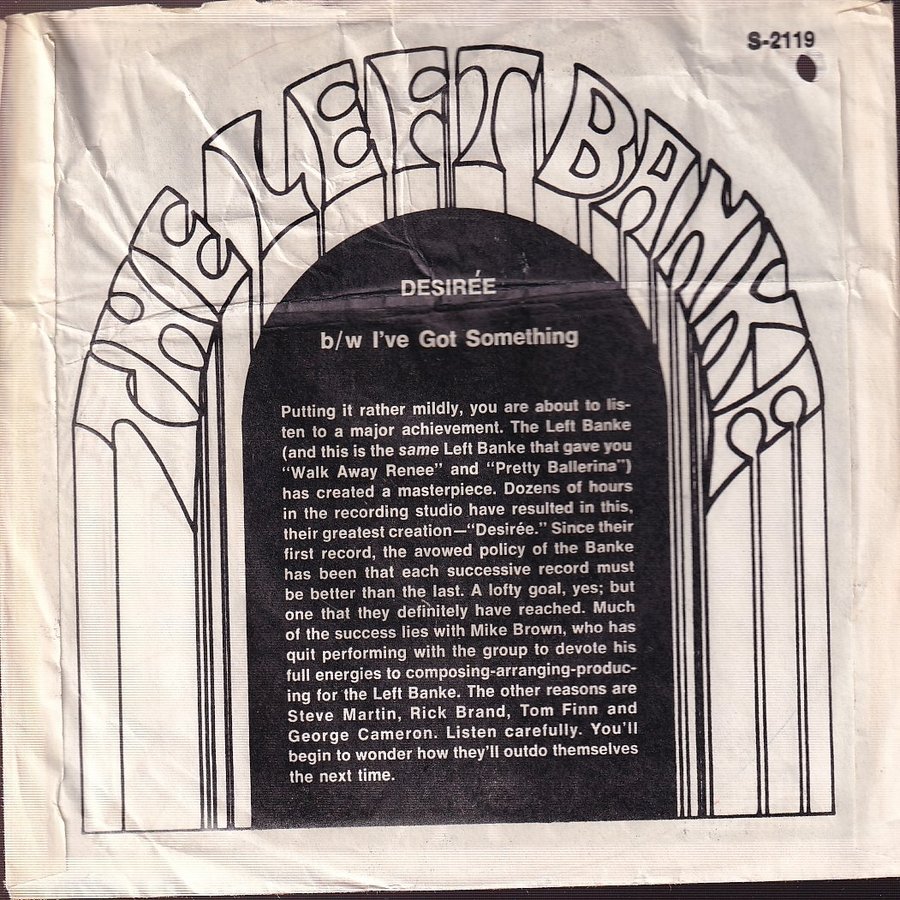 S-2119
THE LEFT BANKE
DESIRÉE
b/w I've Got Something
Putting it rather mildly, you are about to lis-
ten to a major achievement. The Left Banke
(and this is the same Left Banke that gave you
"Walk Away Renee" and "Pretty Ballerina")
has created a masterpiece. Dozens of hours
in the recording studio have resulted in this,
their greatest creation—"Desirée." Since their
first record, the avowed policy of the Banke
has been that each successive record must
be better than the last. A lofty goal, yes; but
one that they definitely have reached. Much
of the success lies with Mike Brown, who has
quit performing with the group to devote his
full energies to composing-arranging-produc-
ing for the Left Banke. The other reasons are
Steve Martin, Rick Brand, Tom Finn and
George Cameron. Listen carefully. You'll
begin to wonder how they'll outdo themselves
the next time.